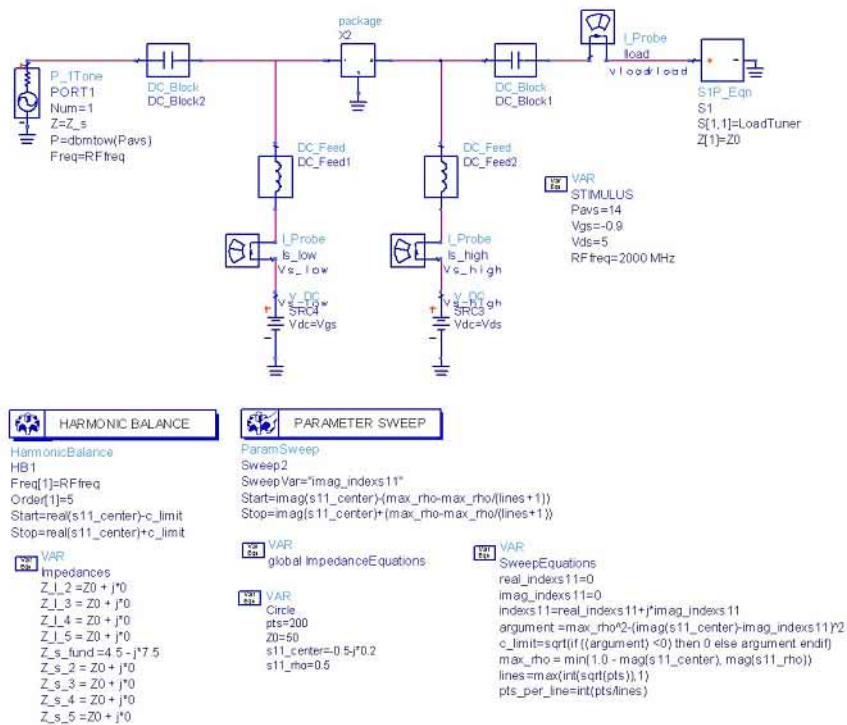 package
X2
P_1Tone
PORT1
Num=1
Z=Z_s
P=dbmtow(Pavs)
Freq=RFfreq
DC_Block
DC_Block2
DC_Block
DC_Block1
I_Probe
Iload
vload
S1P_Eqn
S1
S[1,1]=LoadTuner
Z[1]=Z0
DC_Feed
DC_Feed1
DC_Feed
DC_Feed2
VAR
STIMULUS
Pavs=14
Vgs=-0.9
Vds=5
RFfreq=2000 MHz
I_Probe
Is_low
Vs_low
V_DC
SRC4
Vdc=Vgs
I_Probe
Is_high
Vs_high
V_DC
SRC3
Vdc=Vds
HARMONIC BALANCE
HarmonicBalance
HB1
Freq[1]=RFfreq
Order[1]=5
Start=real(s11_center)-c_limit
Stop=real(s11_center)+c_limit
VAR
Impedances
Z_l_2 =Z0 + j*0
Z_l_3 = Z0 + j*0
Z_l_4 = Z0 + j*0
Z_l_5 = Z0 + j*0
Z_s_fund =4.5 - j*7.5
Z_s_2 = Z0 + j*0
Z_s_3 = Z0 + j*0
Z_s_4 = Z0 + j*0
Z_s_5 =Z0 + j*0
PARAMETER SWEEP
ParamSweep
Sweep2
SweepVar="imag_indexs11"
Start=imag(s11_center)-(max_rho-max_rho/(lines+1))
Stop=imag(s11_center)+(max_rho-max_rho/(lines+1))
VAR
global ImpedanceEquations
VAR
Circle
pts=200
Z0=50
s11_center=-0.5-j*0.2
s11_rho=0.5
VAR
SweepEquations
real_indexs11=0
imag_indexs11=0
indexs11=real_indexs11+j*imag_indexs11
argument =max_rho^2-(imag(s11_center)-imag_indexs11)^2
c_limit=sqrt(if ((argument) <0) then 0 else argument endif)
max_rho = min(1.0 - mag(s11_center), mag(s11_rho))
lines=max(int(sqrt(pts)),1)
pts_per_line=int(pts/lines)